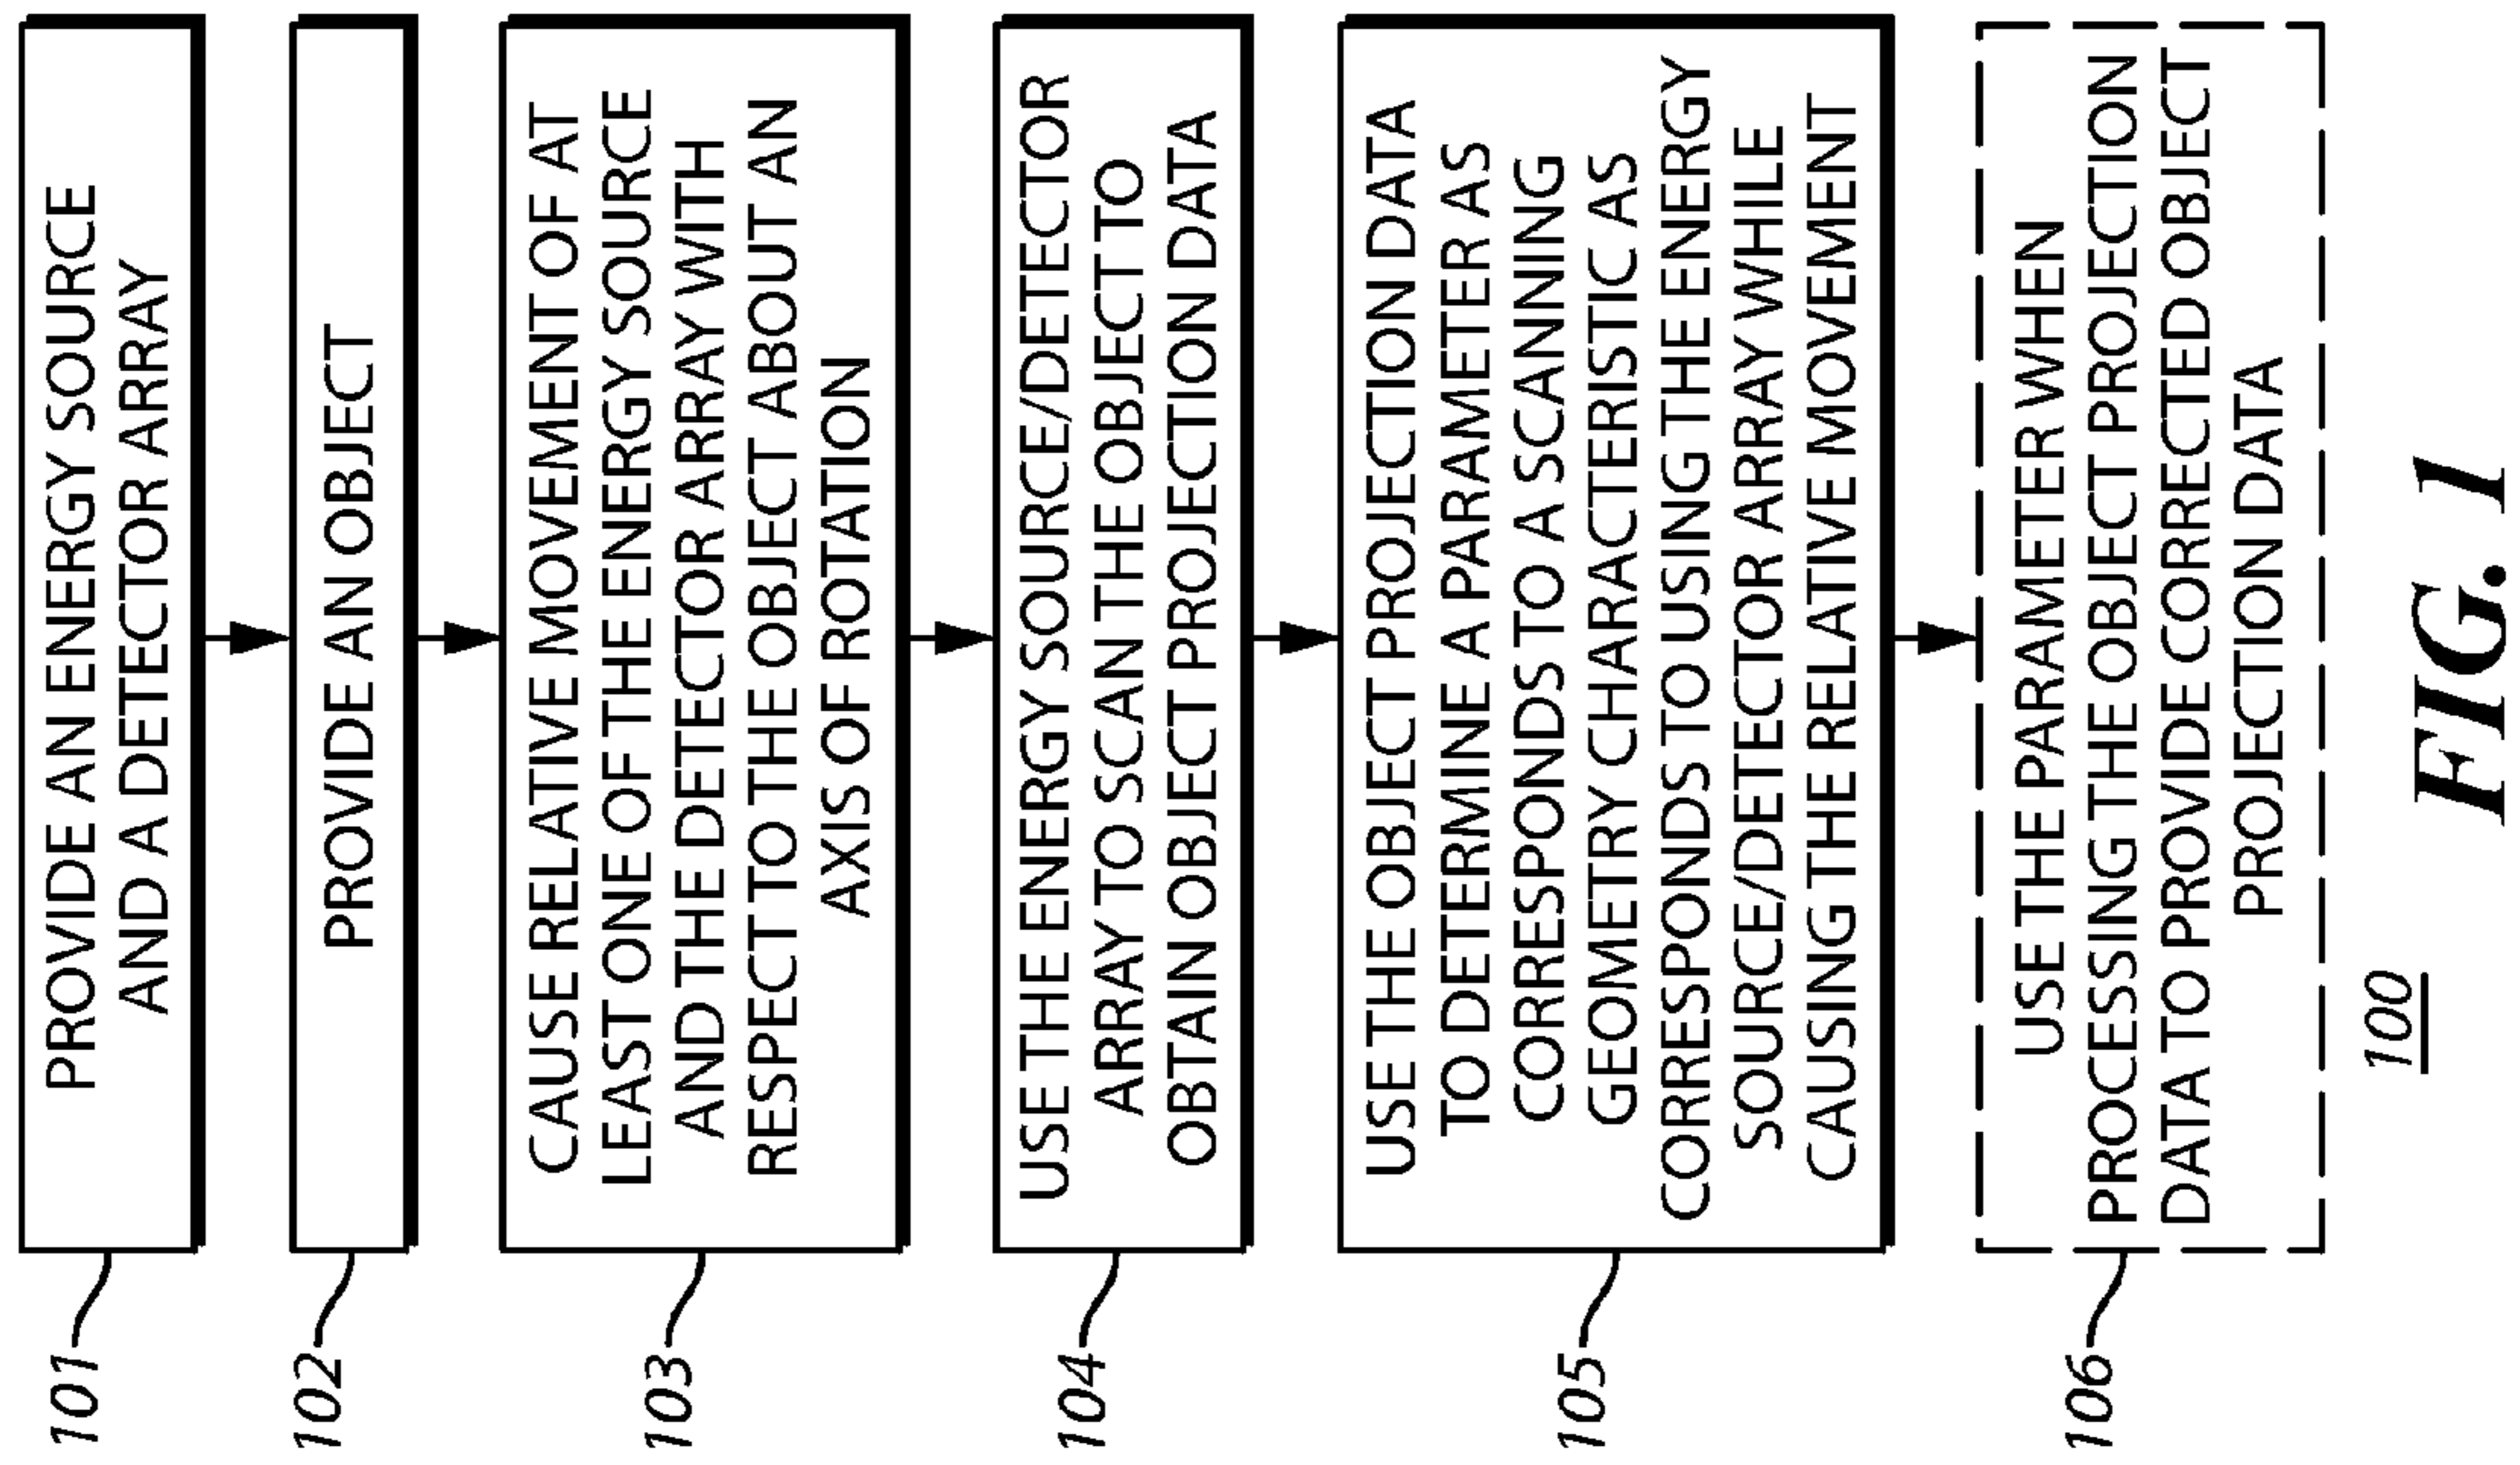 101
PROVIDE AN ENERGY SOURCE
AND A DETECTOR ARRAY
102
PROVIDE AN OBJECT
103
CAUSE RELATIVE MOVEMENT OF AT
LEAST ONE OF THE ENERGY SOURCE
AND THE DETECTOR ARRAY WITH
RESPECT TO THE OBJECT ABOUT AN
AXIS OF ROTATION
104
USE THE ENERGY SOURCE/DETECTOR
ARRAY TO SCAN THE OBJECT TO
OBTAIN OBJECT PROJECTION DATA
105
USE THE OBJECT PROJECTION DATA
TO DETERMINE A PARAMETER AS
CORRESPONDS TO A SCANNING
GEOMETRY CHARACTERISTIC AS
CORRESPONDS TO USING THE ENERGY
SOURCE/DETECTOR ARRAY WHILE
CAUSING THE RELATIVE MOVEMENT
106
USE THE PARAMETER WHEN
PROCESSING THE OBJECT PROJECTION
DATA TO PROVIDE CORRECTED OBJECT
PROJECTION DATA
100
FIG. 1